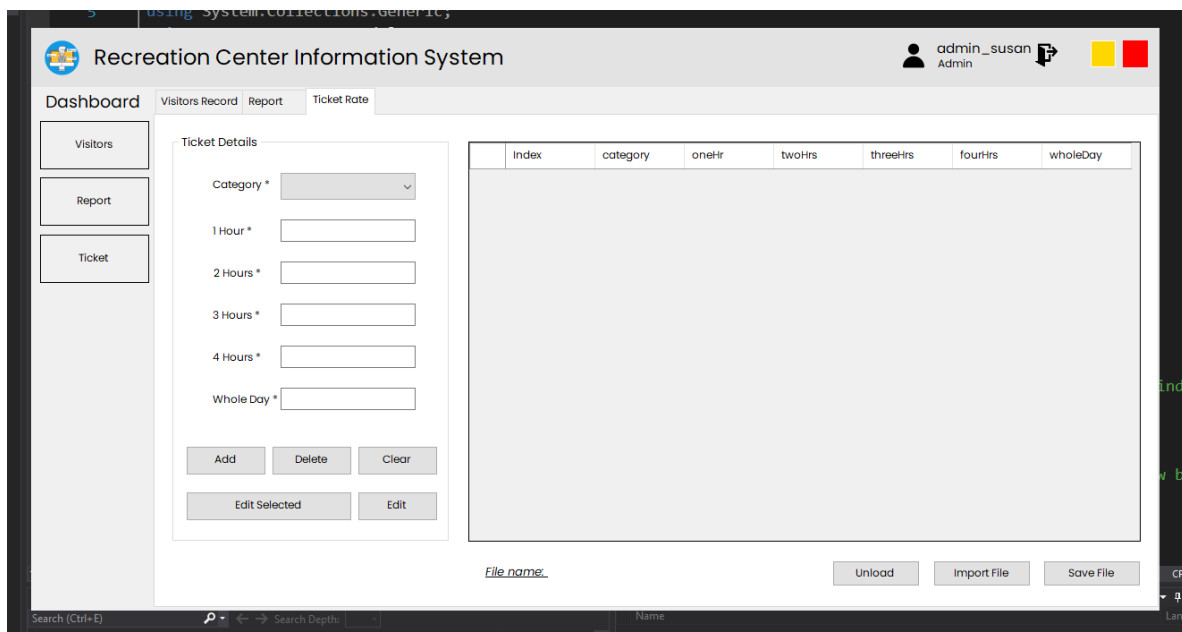 5 using System.Collections.Generic;
Recreation Center Information System
admin_susan
Admin
Dashboard
Visitors Record Report Ticket Rate
Visitors
Report
Ticket
Ticket Details
Category *
1 Hour *
2 Hours *
3 Hours *
4 Hours *
Whole Day *
Add Delete Clear
Edit Selected Edit
Index category oneHr twoHrs threeHrs fourHrs wholeDay
File name:
Unload Import File Save File
Search (Ctrl+E) Search Depth: Name